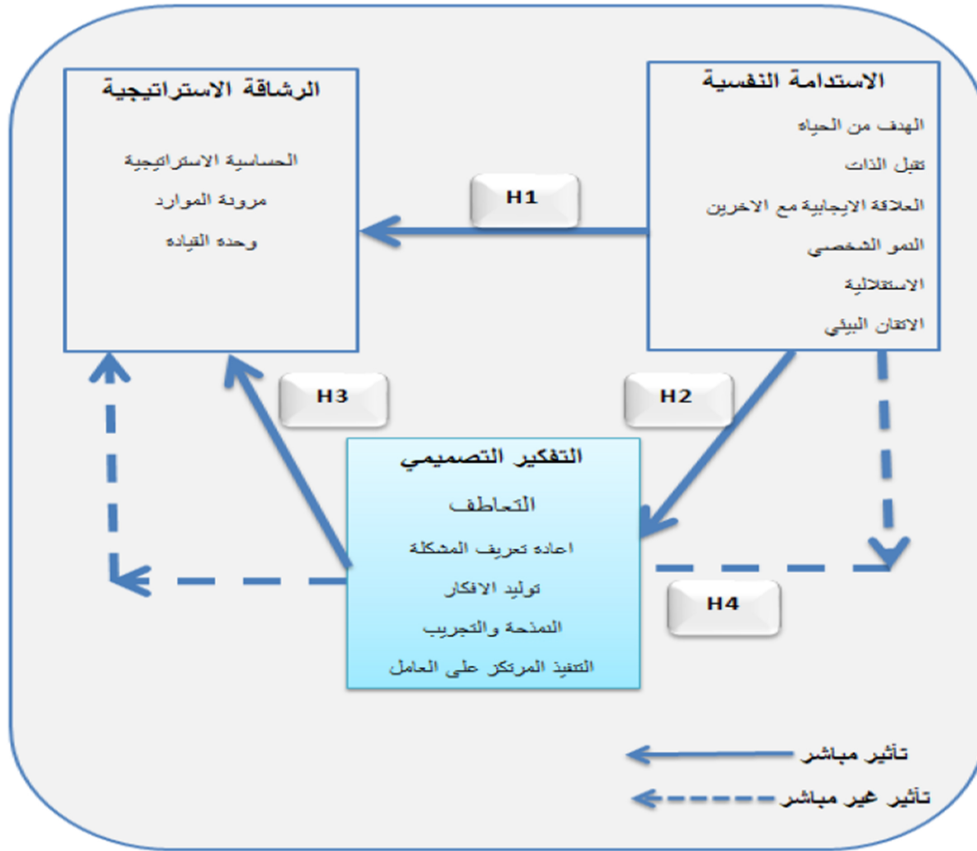 الاستدامة النفسية
الهدف من الحياه
تقبل الذات
العلاقة الايجابية مع الاخرين
النمو الشخصي
الاستقلالية
الاتقان البيئي
H1
الرشاقة الاستراتيجية
الحساسية الاستراتيجية
مرونة الموارد
وحده القياده
H2
H3
التفكير التصميمي
التعاطف
اعاده تعريف المشكلة
توليد الافكار
النمذجة والتجريب
التنفيذ المرتكز على العامل
H4
تأثير مباشر
تأثير غير مباشر